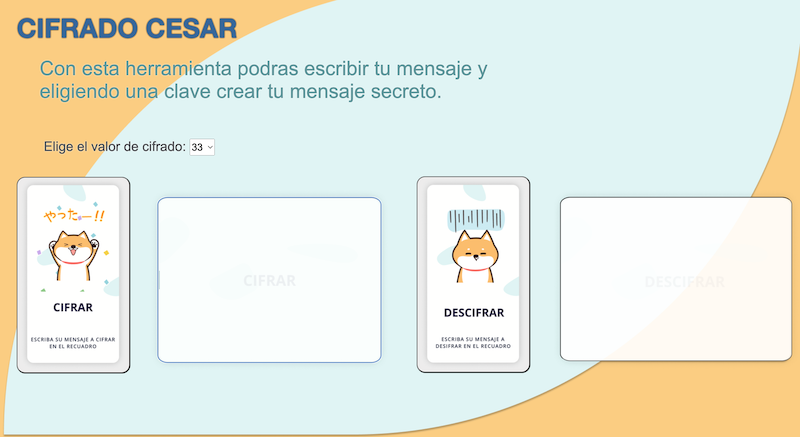 CIFRADO CESAR
Con esta herramienta podras escribir tu mensaje y
eligiendo una clave crear tu mensaje secreto.
Elige el valor de cifrado: 33
やったー!!
CIFRAR
ESCRIBA SU MENSAJE A CIFRAR
EN EL RECUADRO
CIFRAR
DESCIFRAR
ESCRIBA SU MENSAJE A
DESIFRAR EN EL RECUADRO
DESCIFRAR